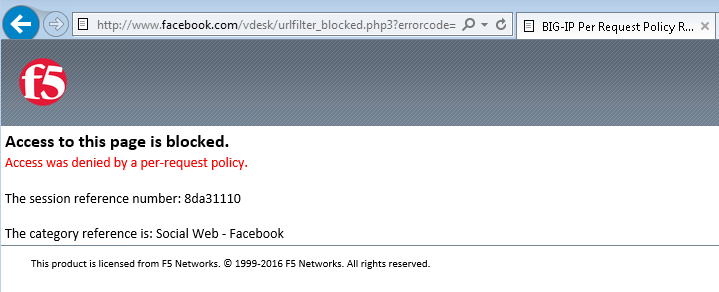 http://www.facebook.com/vdesk/urlfilter_blocked.php3?errorcode=
BIG-IP Per Request Policy R...
f5
Access to this page is blocked.
Access was denied by a per-request policy.
The session reference number: 8da31110
The category reference is: Social Web - Facebook
This product is licensed from F5 Networks. © 1999-2016 F5 Networks. All rights reserved.